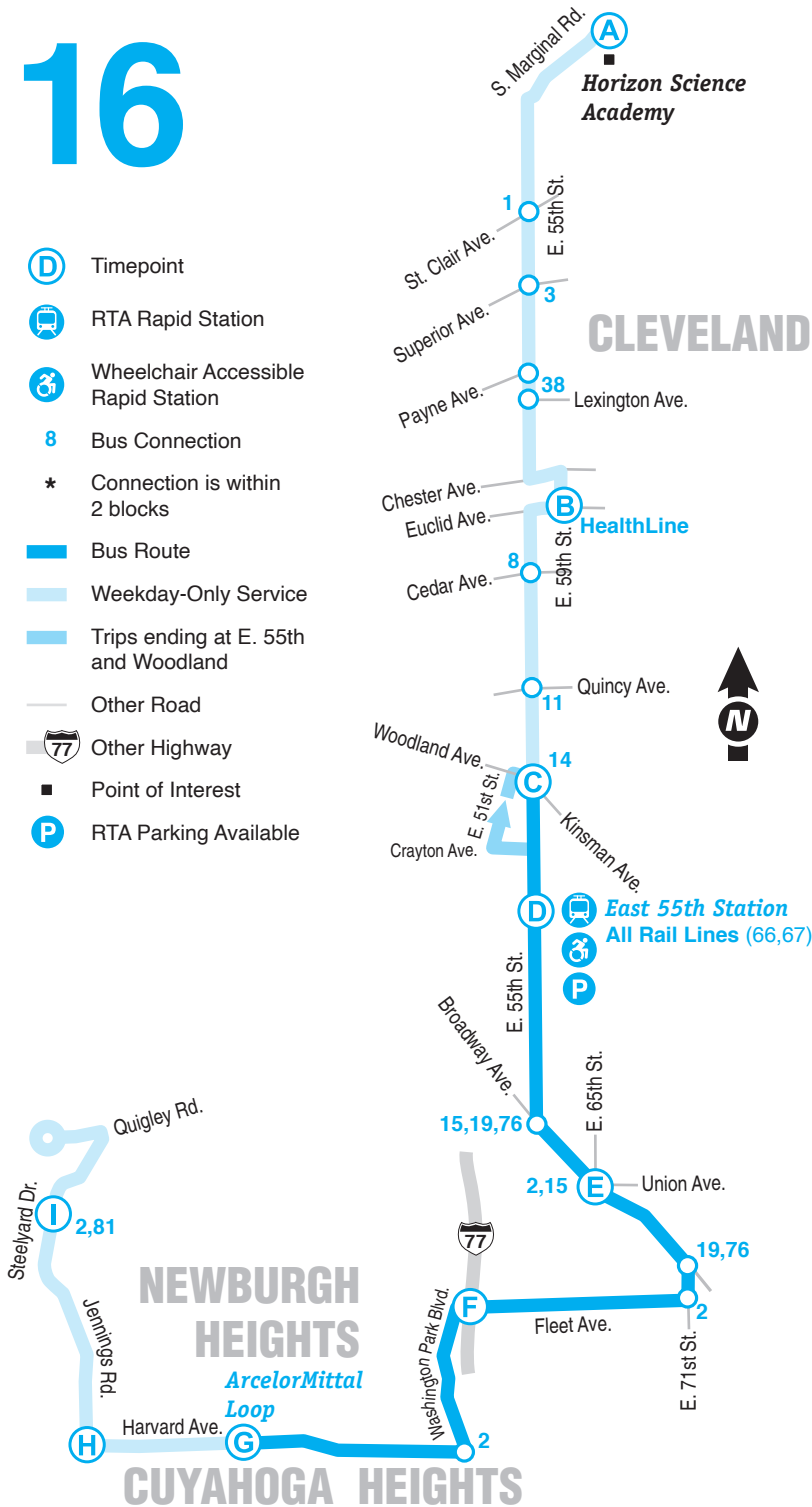 16
D
Timepoint
RTA Rapid Station
Wheelchair Accessible
Rapid Station
8
Bus Connection
*
Connection is within
2 blocks
Bus Route
Weekday-Only Service
Trips ending at E. 55th
and Woodland
Other Road
77
Other Highway
Point of Interest
P
RTA Parking Available
S. Marginal Rd.
A
Horizon Science
Academy
1
E. 55th St.
St. Clair Ave.
3
Superior Ave.
CLEVELAND
38
Payne Ave.
Lexington Ave.
Chester Ave.
Euclid Ave.
B
HealthLine
8
E. 59th St.
Cedar Ave.
Quincy Ave.
11
N
Woodland Ave.
14
C
E. 51st St.
Kinsman Ave.
Crayton Ave.
D
East 55th Station
All Rail Lines (66,67)
P
E. 55th St.
Broadway Ave.
15,19,76
E. 65th St.
2,15
E
Union Ave.
Quigley Rd.
Steelyard Dr.
I
2,81
77
19,76
NEWBURGH
HEIGHTS
Washington Park Blvd.
F
Fleet Ave.
2
E. 71st St.
Jennings Rd.
ArcelorMittal
Loop
Harvard Ave.
H
G
2
CUYAHOGA HEIGHTS